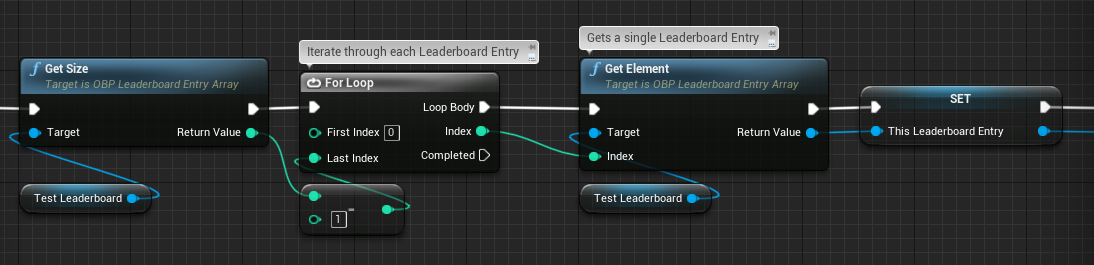 Iterate through each Leaderboard Entry
Gets a single Leaderboard Entry
f Get Size
Target is OBP Leaderboard Entry Array
Target
Return Value
Test Leaderboard
For Loop
Loop Body
First Index 0
Index
Last Index
Completed
1
-
f Get Element
Target is OBP Leaderboard Entry Array
Target
Return Value
Index
Test Leaderboard
SET
This Leaderboard Entry